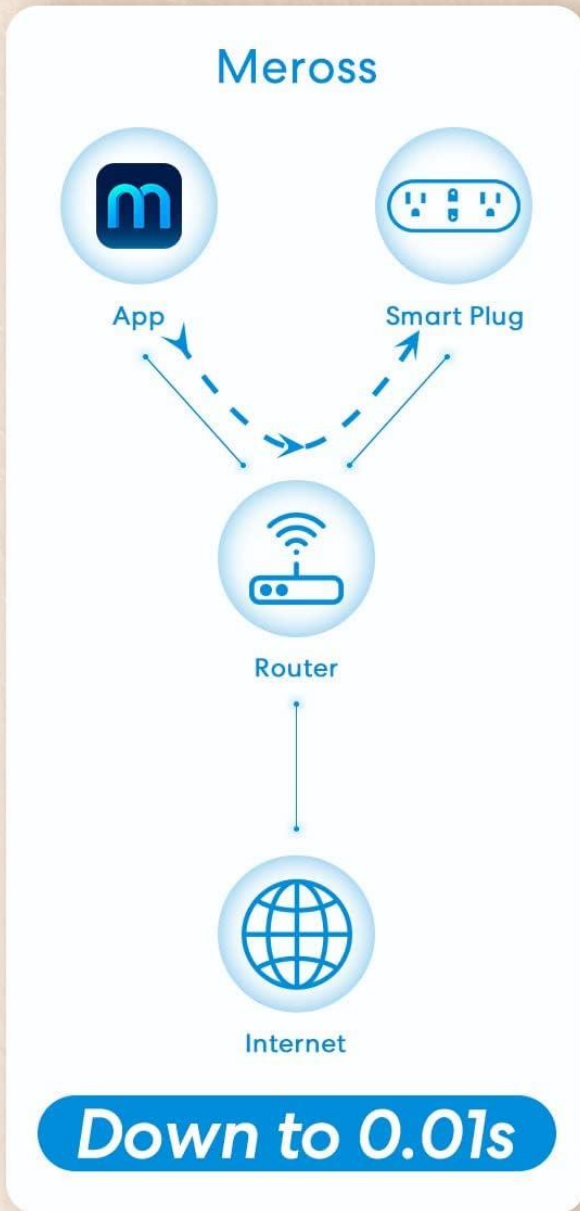 Meross
m
App
Smart Plug
Router
Internet
Down to 0.01s